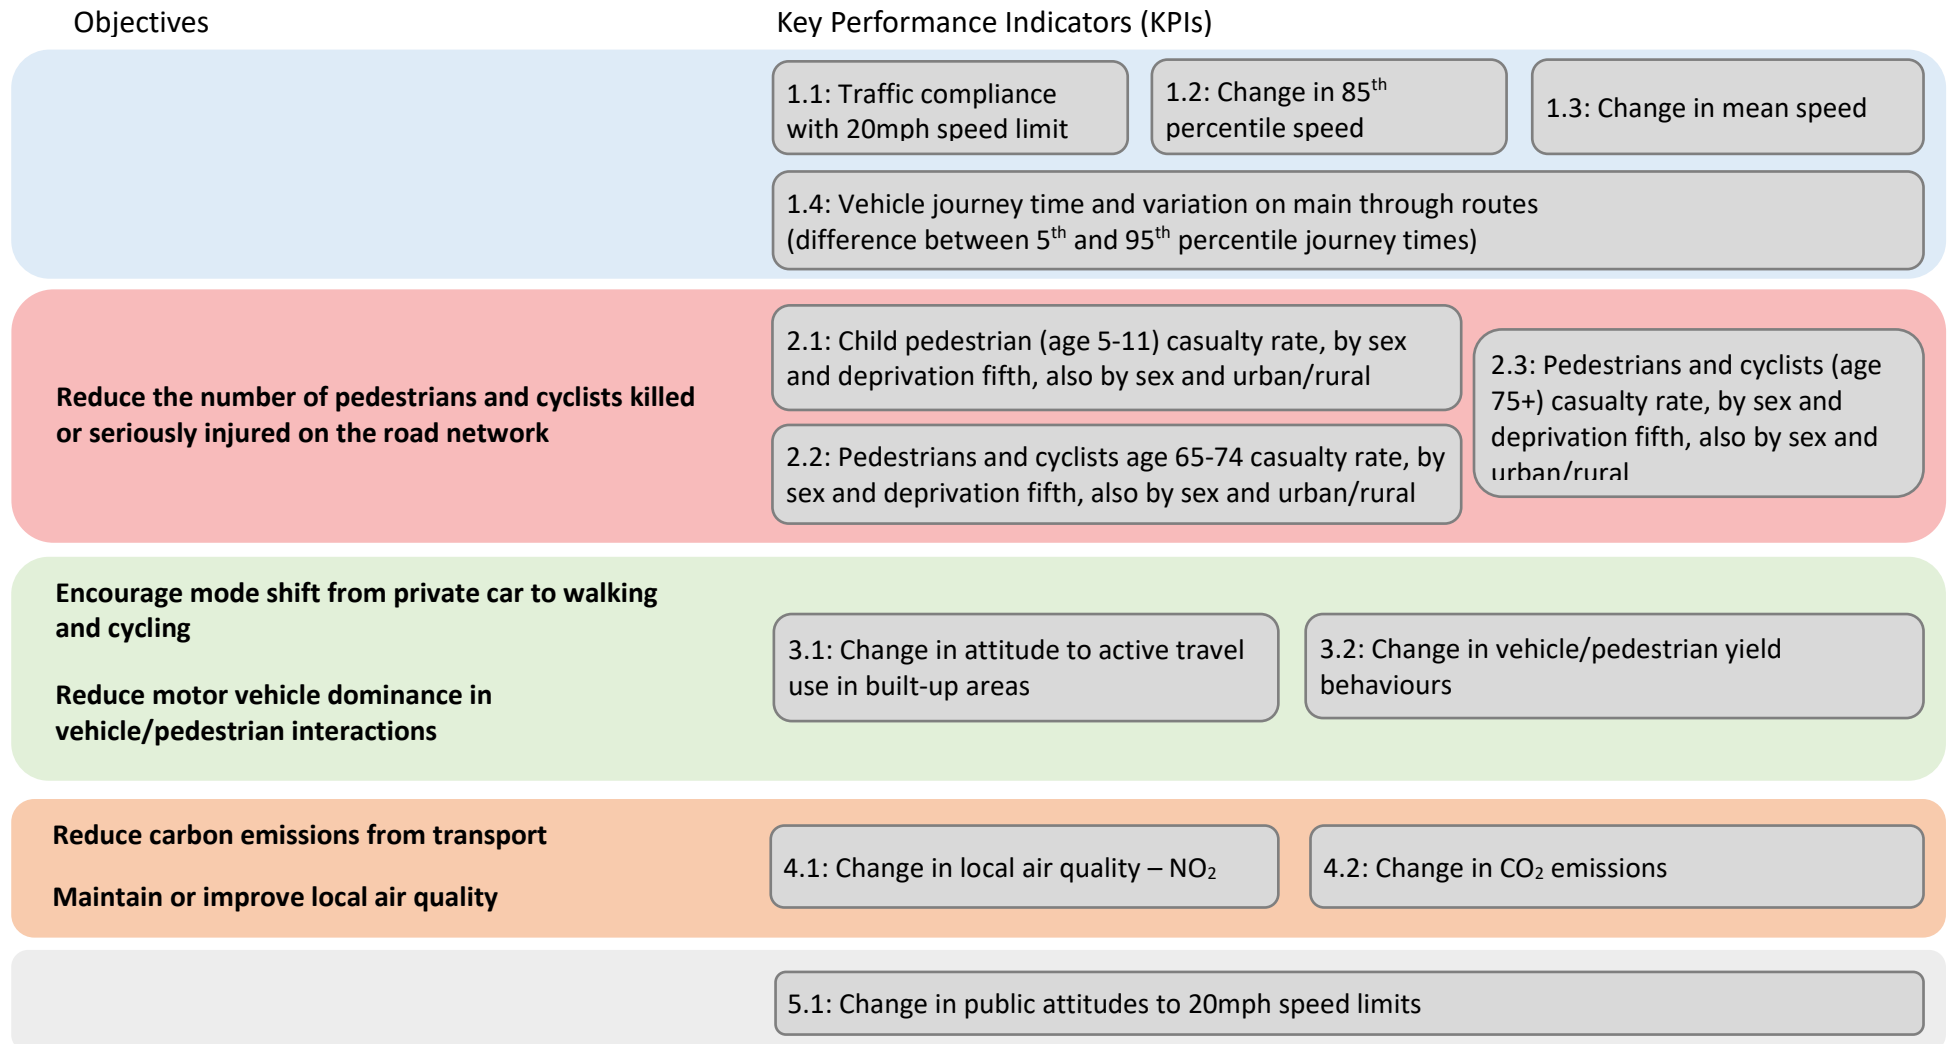 Objectives
Key Performance Indicators (KPIs)
1.1: Traffic compliance
with 20mph speed limit
1.2: Change in 85th
percentile speed
1.3: Change in mean speed
1.4: Vehicle journey time and variation on main through routes
(difference between 5th and 95th percentile journey times)
Reduce the number of pedestrians and cyclists killed
or seriously injured on the road network
2.1: Child pedestrian (age 5-11) casualty rate, by sex
and deprivation fifth, also by sex and urban/rural
2.2: Pedestrians and cyclists age 65-74 casualty rate, by
sex and deprivation fifth, also by sex and urban/rural
2.3: Pedestrians and cyclists (age
75+) casualty rate, by sex and
deprivation fifth, also by sex and
urban/rural
Encourage mode shift from private car to walking
and cycling
Reduce motor vehicle dominance in
vehicle/pedestrian interactions
3.1: Change in attitude to active travel
use in built-up areas
3.2: Change in vehicle/pedestrian yield
behaviours
Reduce carbon emissions from transport
Maintain or improve local air quality
4.1: Change in local air quality – NO₂
4.2: Change in CO₂ emissions
5.1: Change in public attitudes to 20mph speed limits